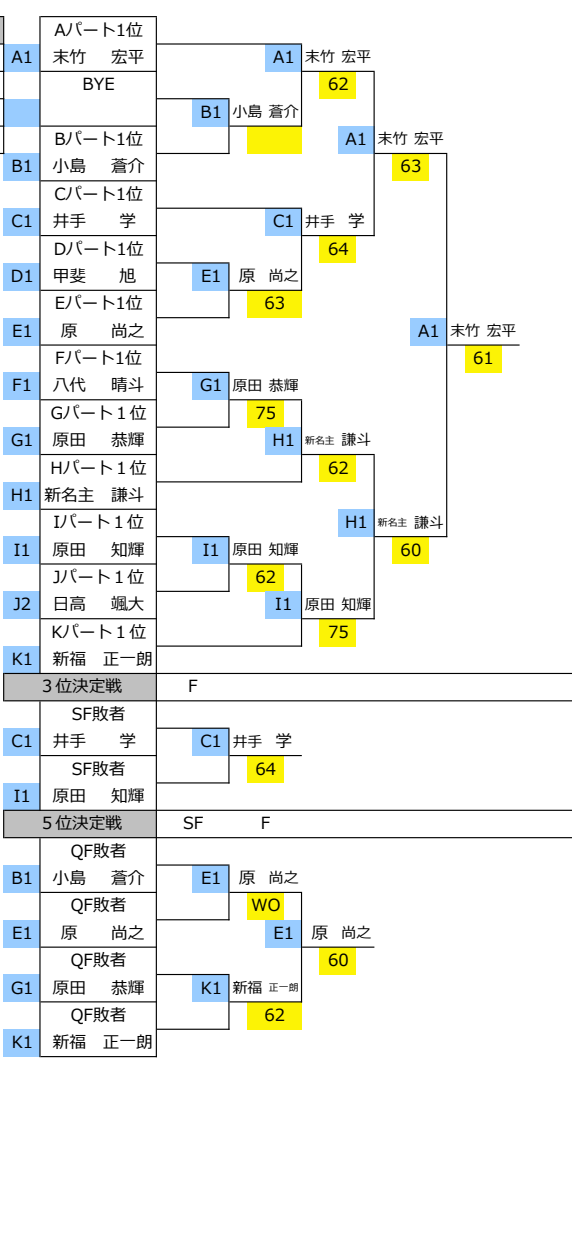 Aパート1位
A1 末竹 宏平 A1 末竹 宏平
BYE 62
B1 小島 蒼介
Bパート1位 A1 末竹 宏平
B1 小島 蒼介 63
Cパート1位
C1 井手 学 C1 井手 学
Dパート1位 64
D1 甲斐 旭 E1 原 尚之
Eパート1位 63
E1 原 尚之 A1 末竹 宏平
Fパート1位 61
F1 八代 晴斗 G1 原田 恭輝
Gパート１位 75
G1 原田 恭輝 H1 新名主 謙斗
Hパート１位 62
H1 新名主 謙斗
Iパート１位 H1 新名主 謙斗
I1 原田 知輝 I1 原田 知輝 60
Jパート１位 62
J2 日高 颯大 I1 原田 知輝
Kパート１位 75
K1 新福 正一朗
３位決定戦 F
SF敗者
C1 井手 学 C1 井手 学
SF敗者 64
I1 原田 知輝
５位決定戦 SF F
QF敗者
B1 小島 蒼介 E1 原 尚之
QF敗者 WO
E1 原 尚之 E1 原 尚之
QF敗者 60
G1 原田 恭輝 K1 新福 正一朗
QF敗者 62
K1 新福 正一朗